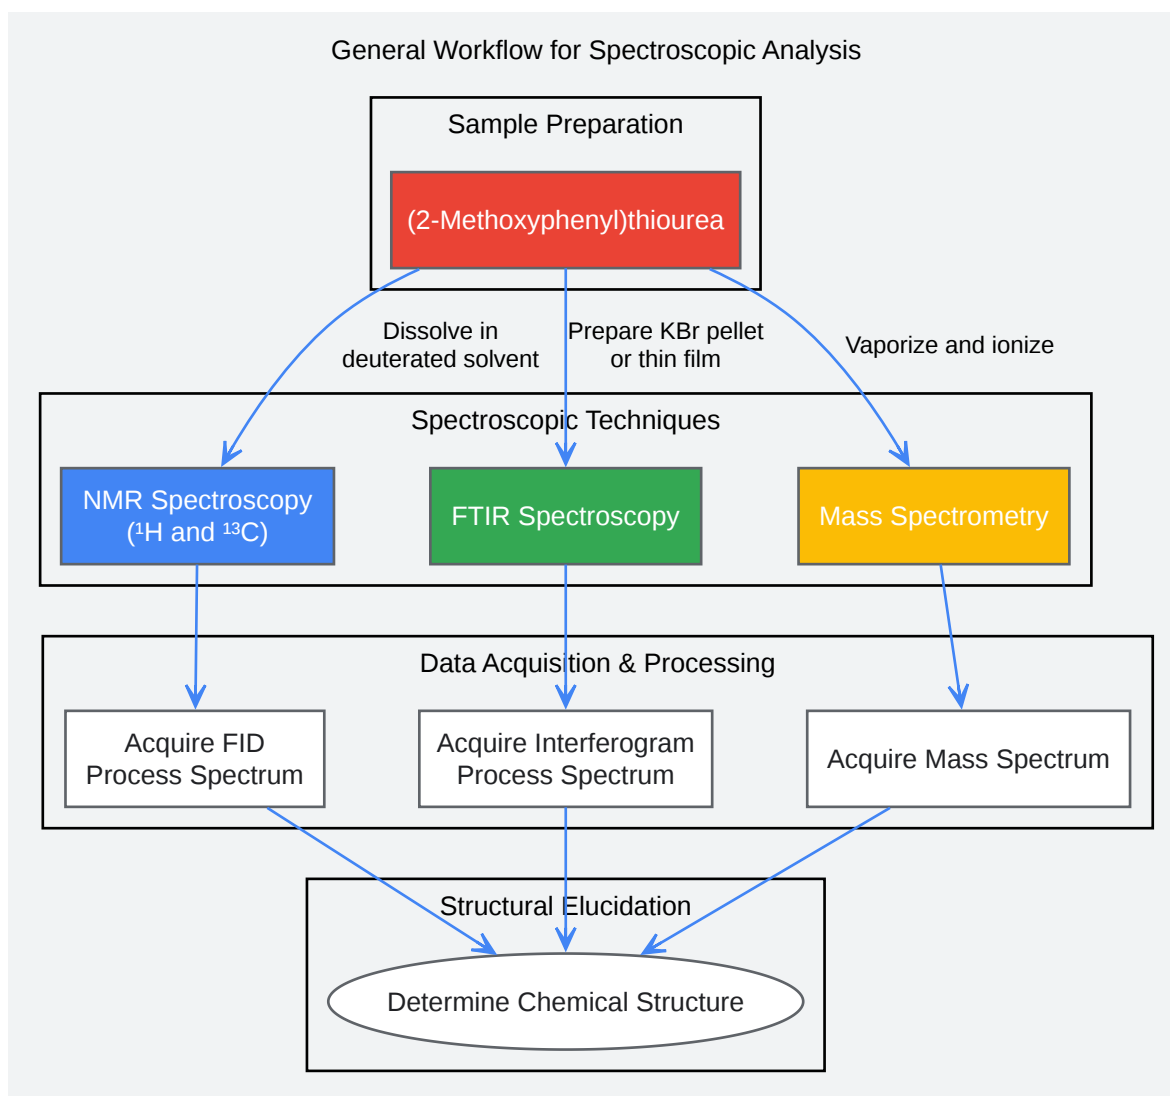 General Workflow for Spectroscopic Analysis
Sample Preparation
(2-Methoxyphenyl)thiourea
Dissolve in
deuterated solvent
Prepare KBr pellet
or thin film
Vaporize and ionize
Spectroscopic Techniques
NMR Spectroscopy
(¹H and ¹³C)
FTIR Spectroscopy
Mass Spectrometry
Data Acquisition & Processing
Acquire FID
Process Spectrum
Acquire Interferogram
Process Spectrum
Acquire Mass Spectrum
Structural Elucidation
Determine Chemical Structure